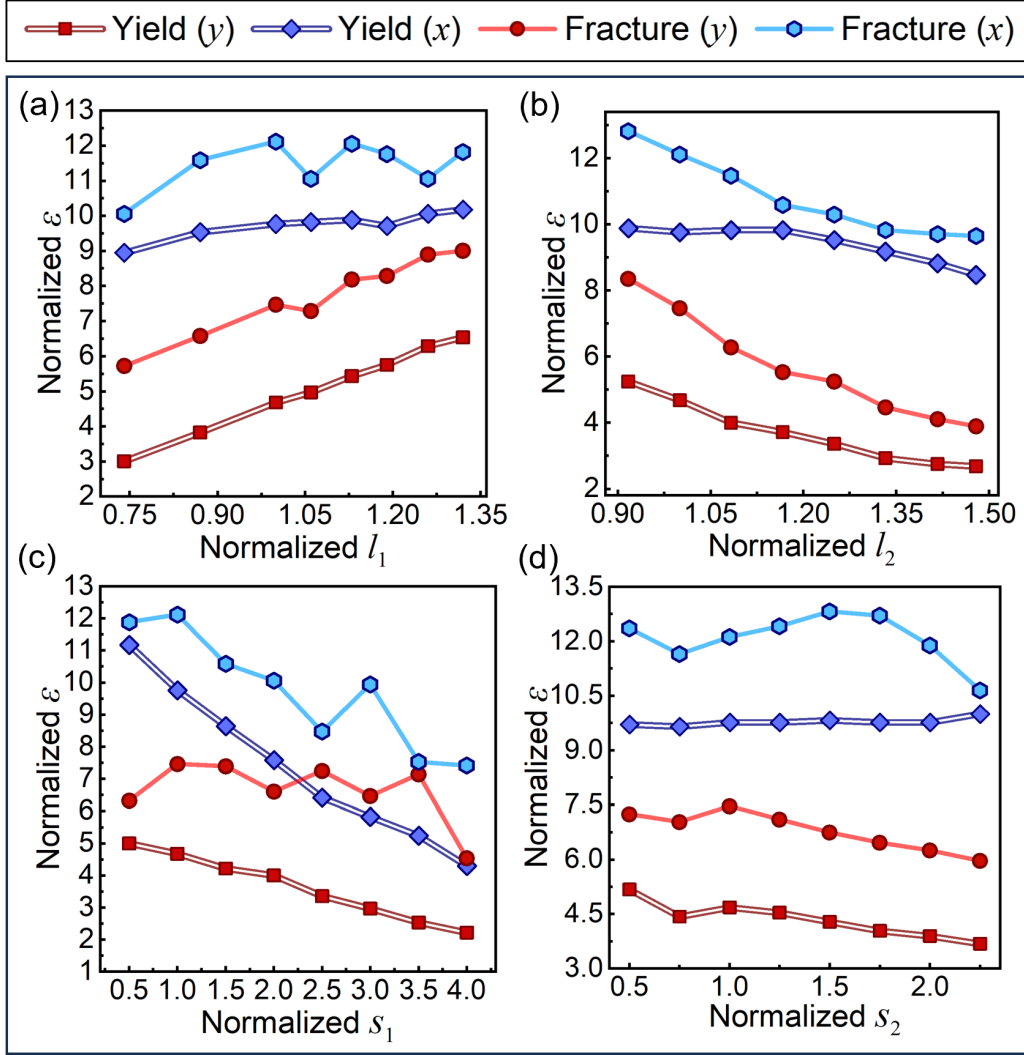 Yield (y) Yield (x) Fracture (y) Fracture (x)
(a)
13
12
11
10
9
8
7
6
5
4
3
2
Normalized ε
0.75 0.90 1.05 1.20 1.35
Normalized l1
(b)
12
10
8
6
4
2
Normalized ε
0.90 1.05 1.20 1.35 1.50
Normalized l2
(c)
13
12
11
10
9
8
7
6
5
4
3
2
1
Normalized ε
0.5 1.0 1.5 2.0 2.5 3.0 3.5 4.0
Normalized s1
(d)
13.5
12.0
10.5
9.0
7.5
6.0
4.5
3.0
Normalized ε
0.5 1.0 1.5 2.0
Normalized s2